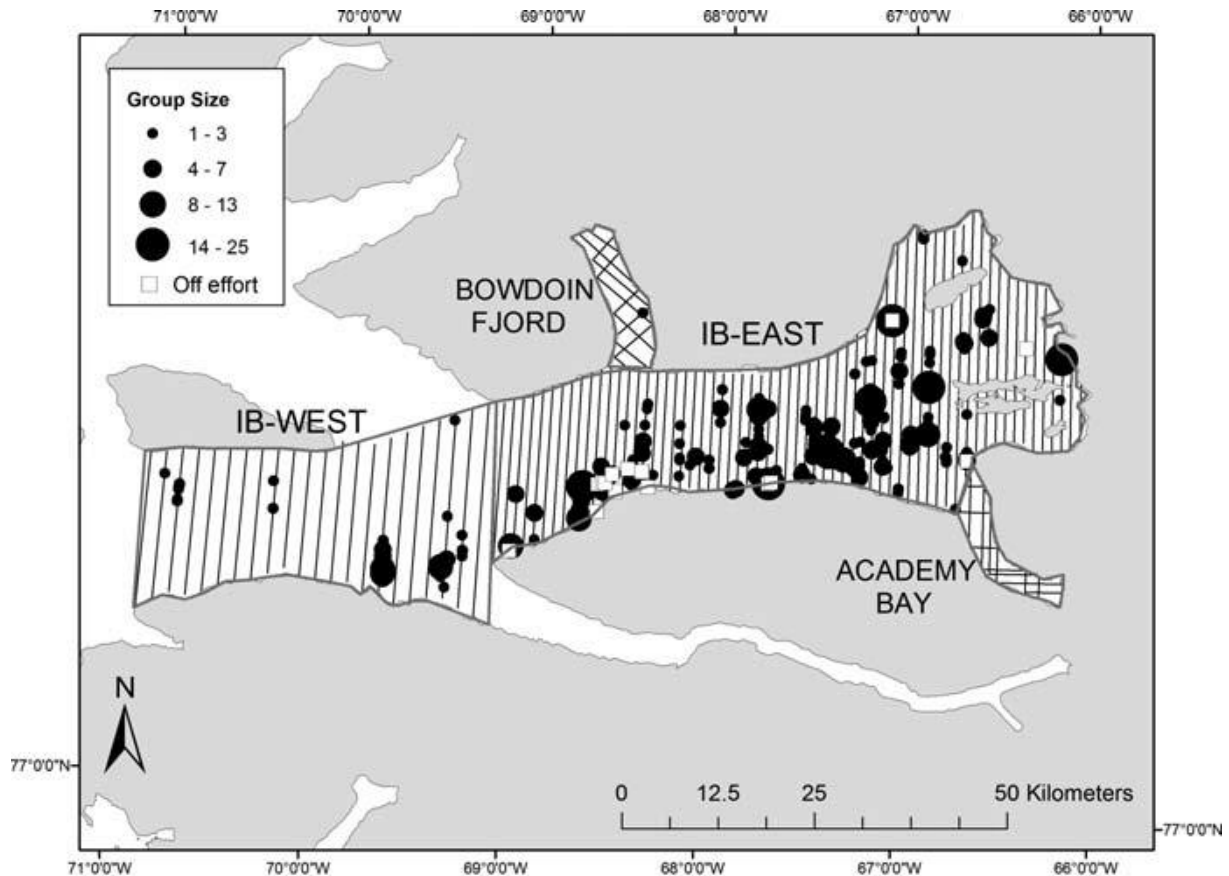 71°0'0"W 70°0'0"W 69°0'0"W 68°0'0"W 67°0'0"W 66°0'0"W
Group Size
1 - 3
4 - 7
8 - 13
14 - 25
Off effort
BOWDOIN
FJORD
IB-EAST
IB-WEST
ACADEMY
BAY
N
77°0'0"N
0 12.5 25 50 Kilometers
77°0'0"N
71°0'0"W 70°0'0"W 69°0'0"W 68°0'0"W 67°0'0"W 66°0'0"W